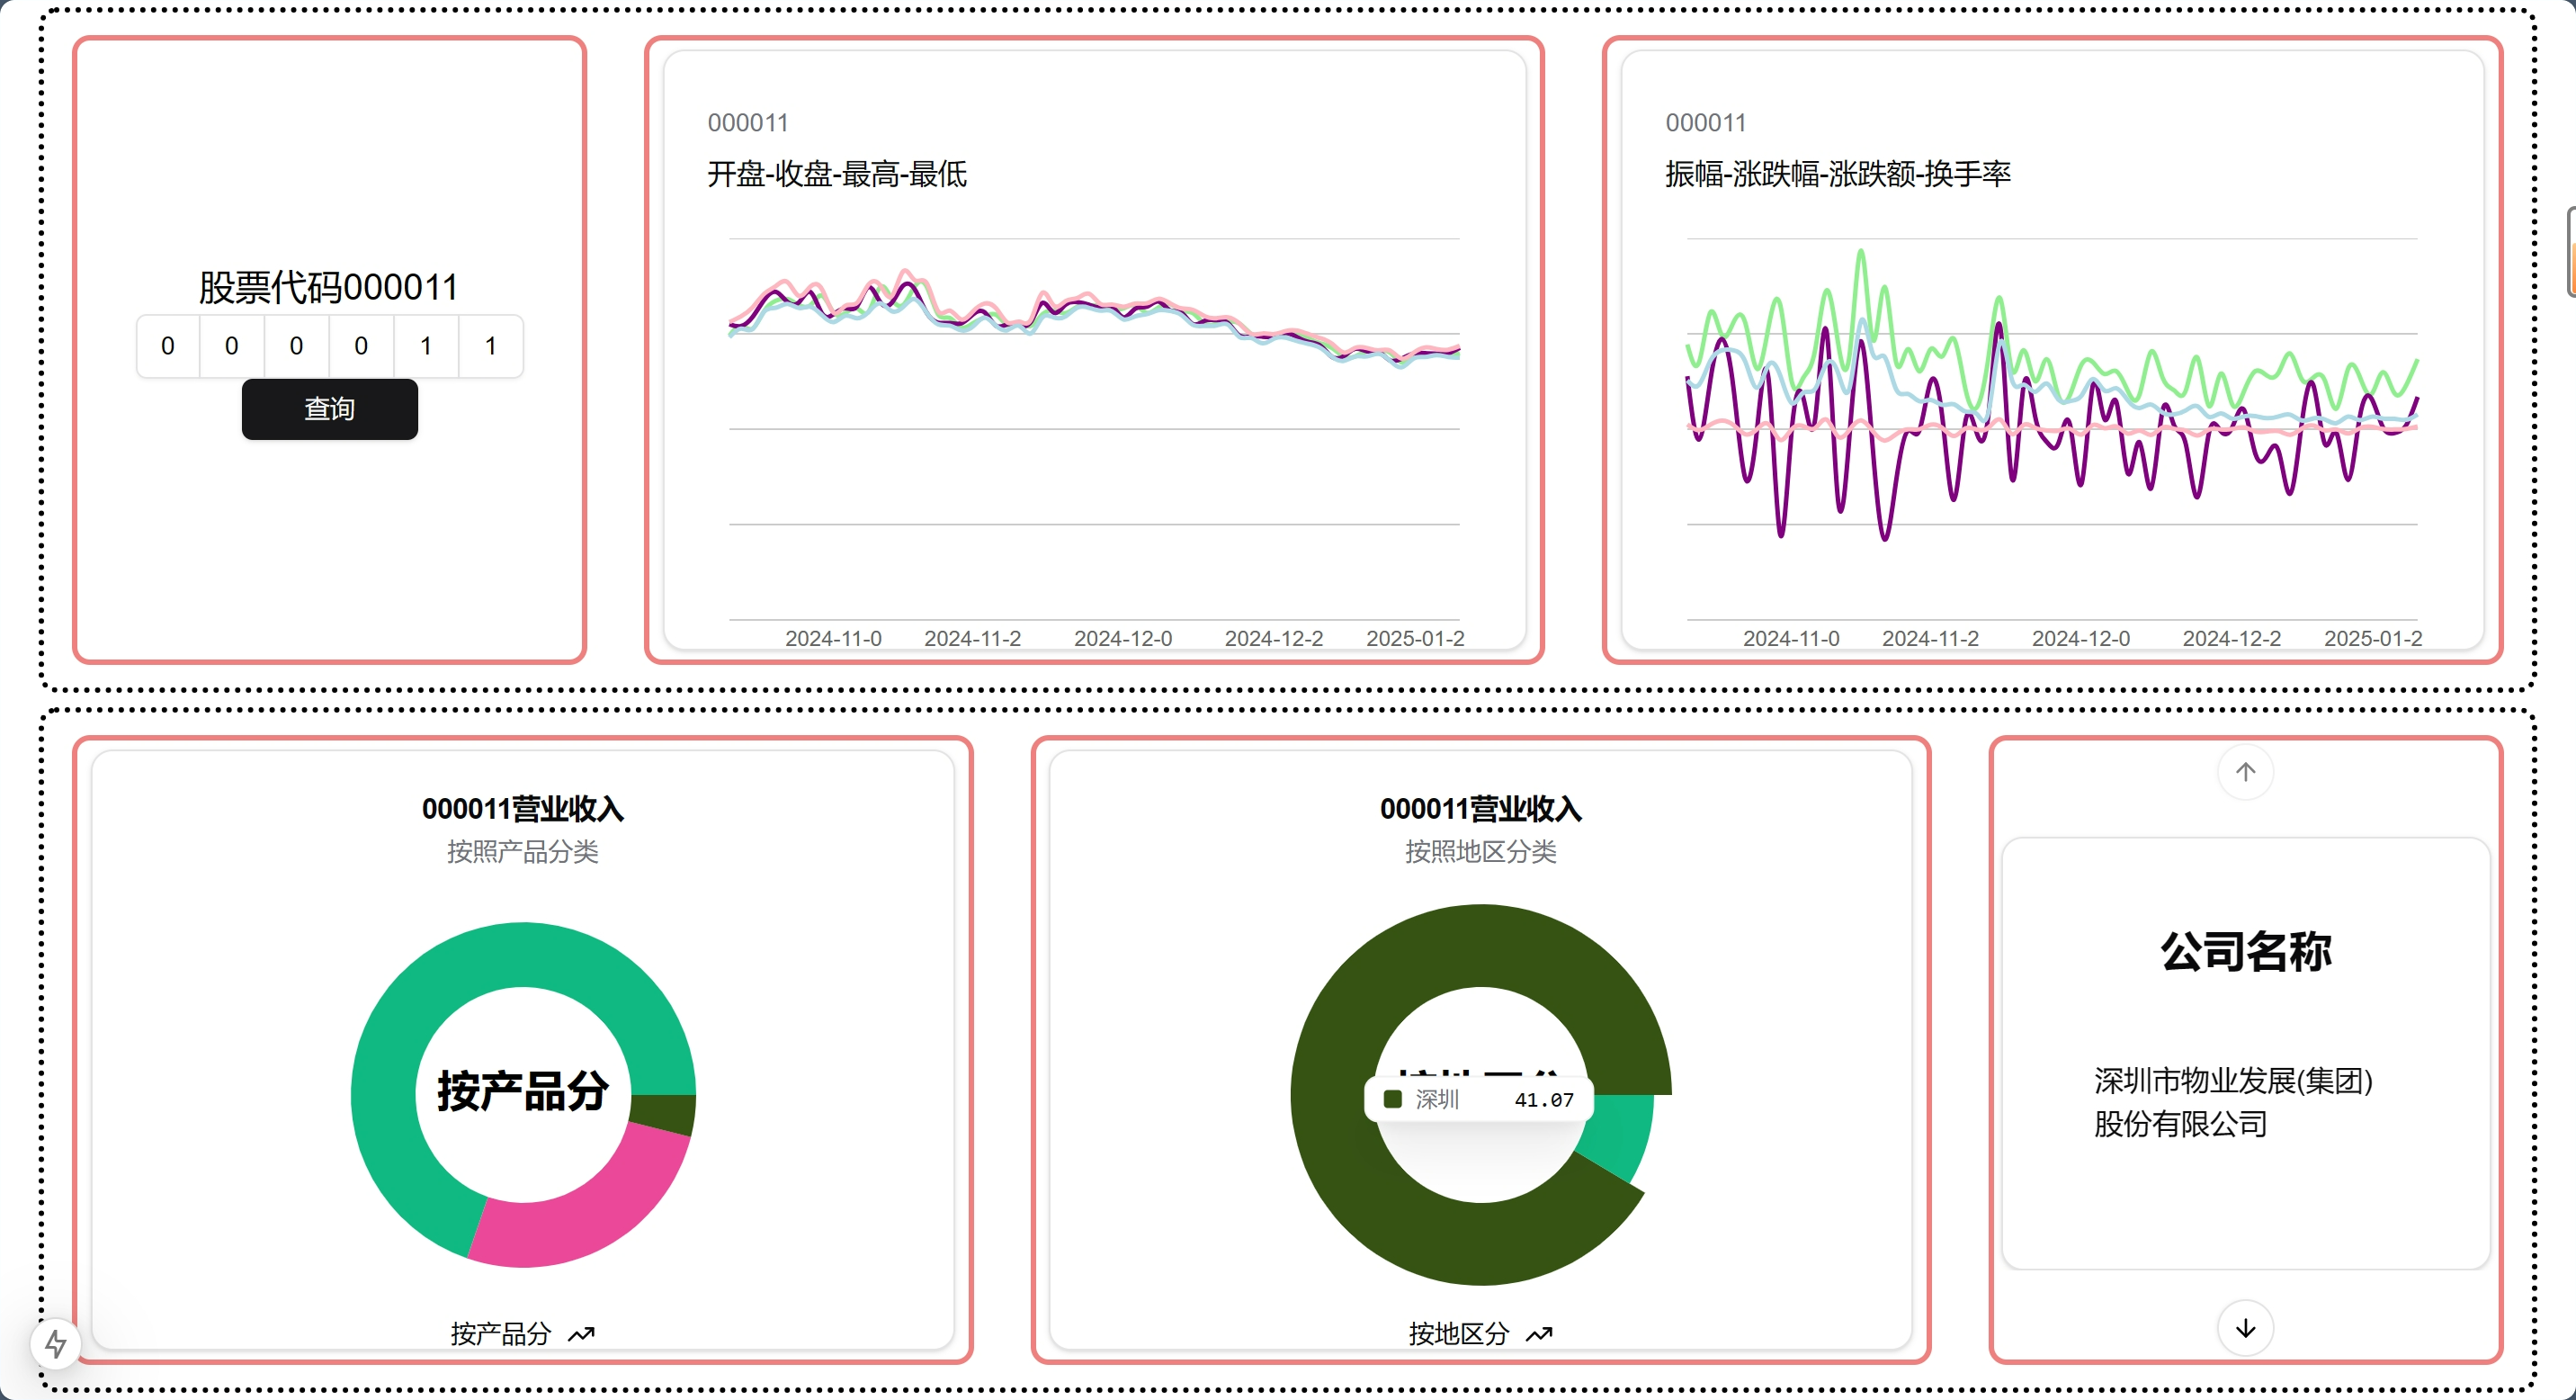 股票代码000011
0 0 0 0 1 1
查询
000011
开盘-收盘-最高-最低
2024-11-0 2024-11-2 2024-12-0 2024-12-2 2025-01-2
000011
振幅-涨跌幅-涨跌额-换手率
2024-11-0 2024-11-2 2024-12-0 2024-12-2 2025-01-2
000011营业收入
按照产品分类
按产品分
按产品分
000011营业收入
按照地区分类
深圳 41.07
按地区分
公司名称
深圳市物业发展(集团)
股份有限公司